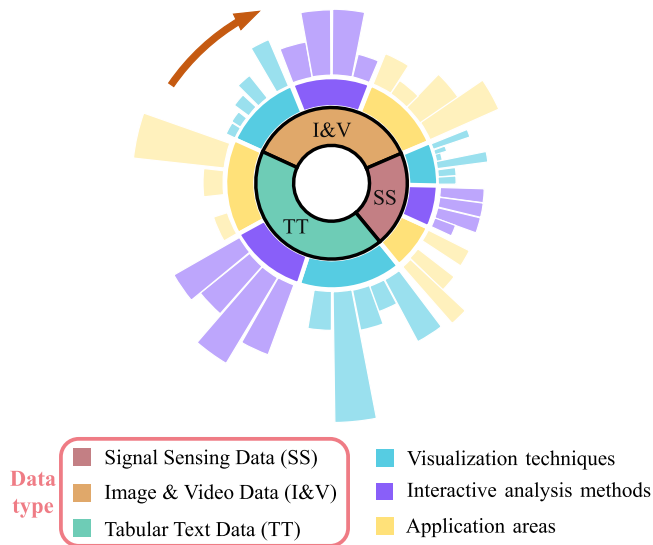 I&V
SS
TT
Data
type
Signal Sensing Data (SS)
Image & Video Data (I&V)
Tabular Text Data (TT)
Visualization techniques
Interactive analysis methods
Application areas